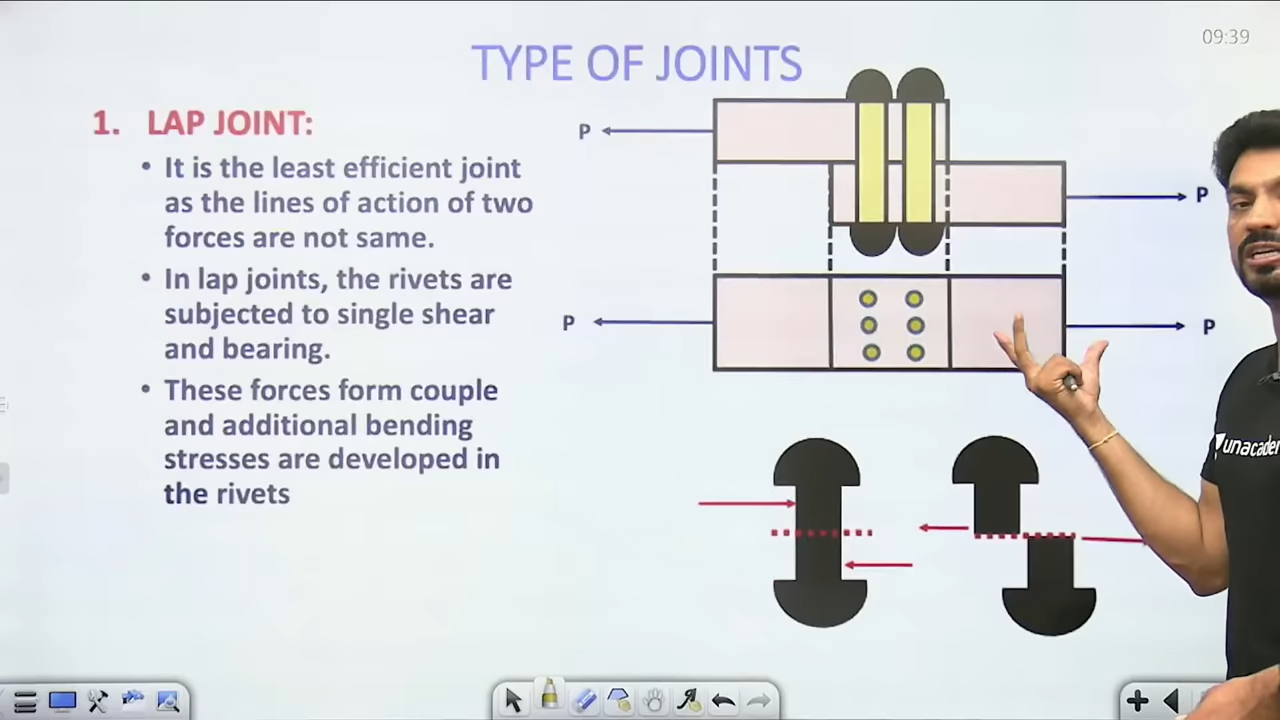 09:39
TYPE OF JOINTS
1. LAP JOINT:
• It is the least efficient joint
as the lines of action of two
forces are not same.
• In lap joints, the rivets are
subjected to single shear
and bearing.
• These forces form couple
and additional bending
stresses are developed in
the rivets
P
P
P
P
unacadem